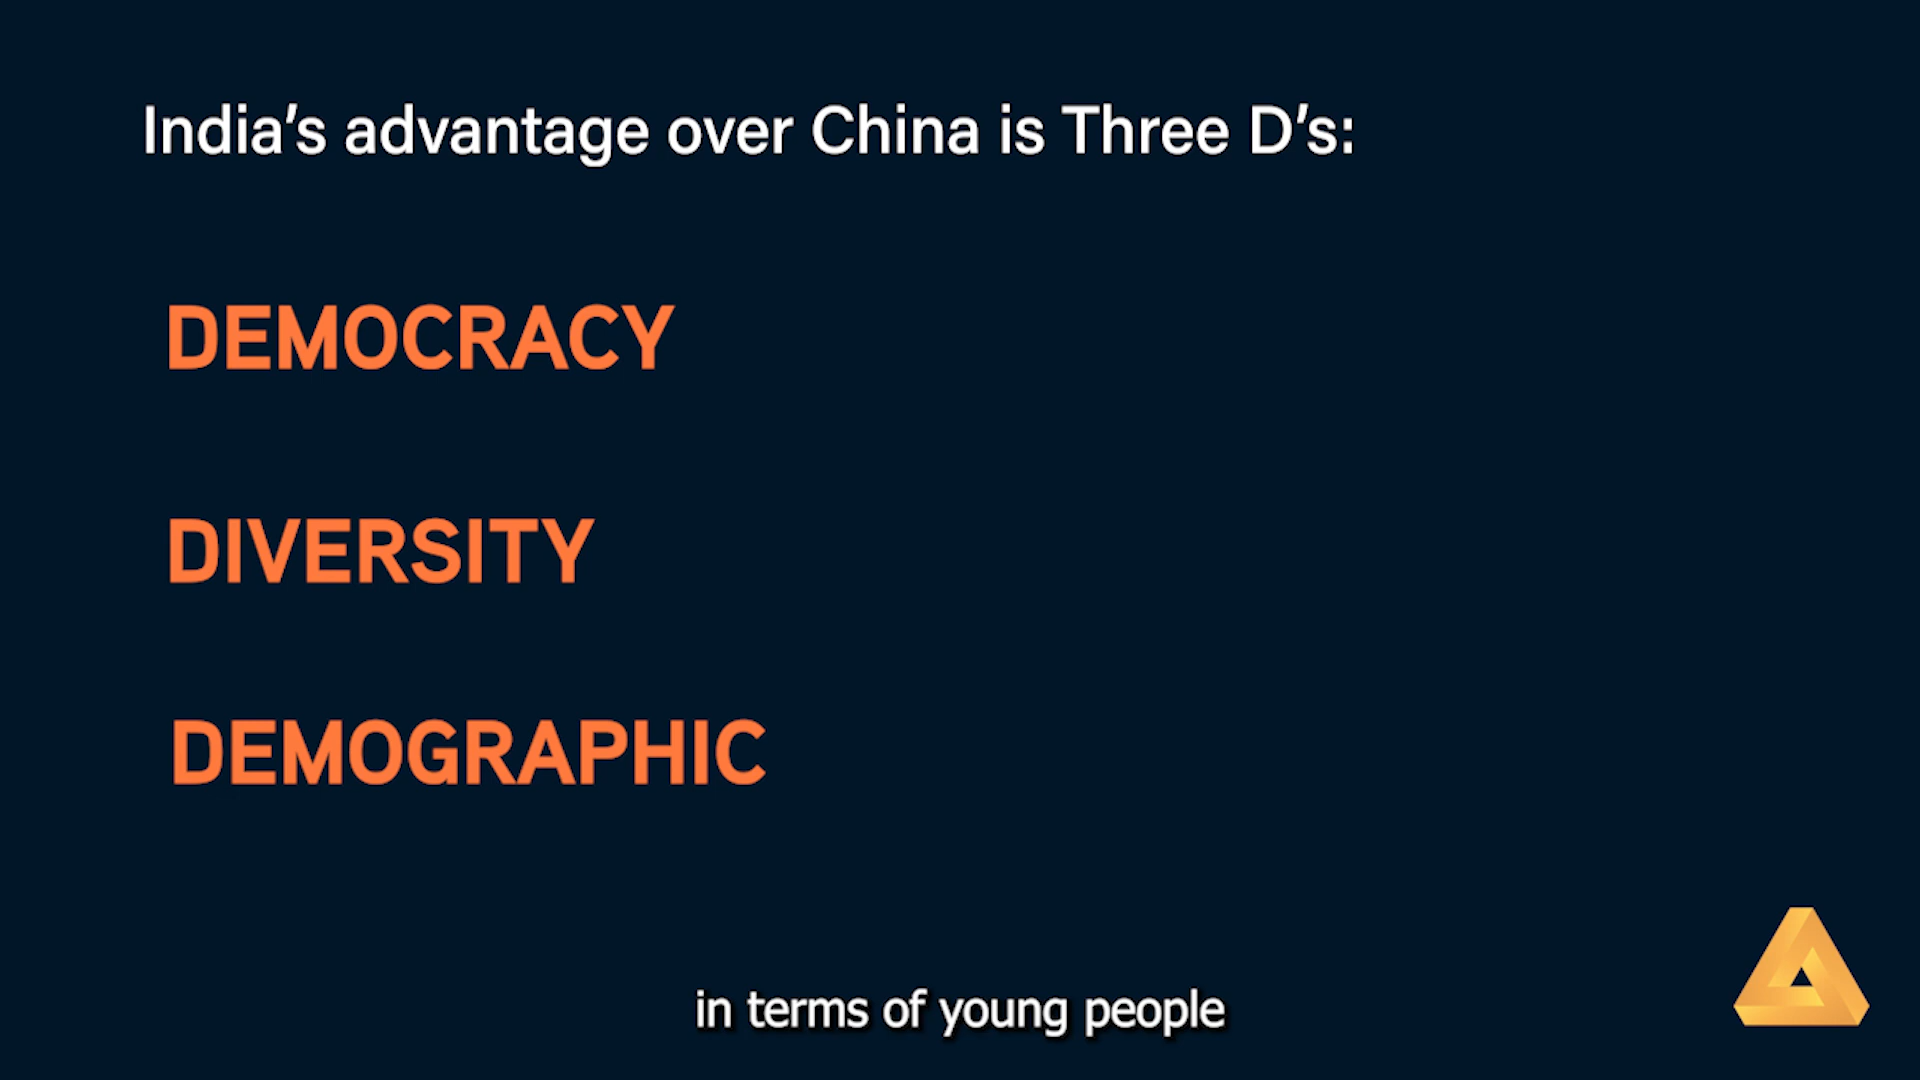 India’s advantage over China is Three D’s:
DEMOCRACY
DIVERSITY
DEMOGRAPHIC
in terms of young people